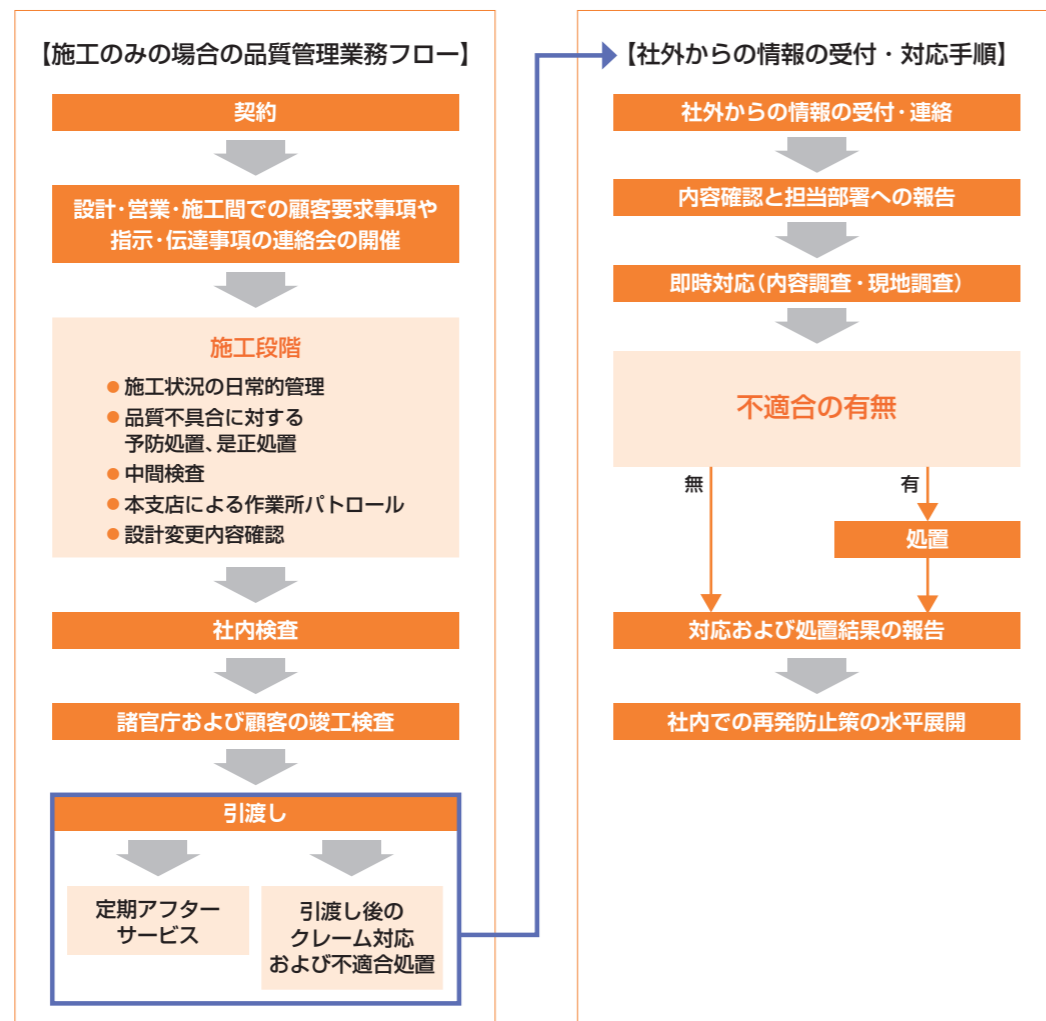 【施工のみの場合の品質管理業務フロー】
契約
設計・営業・施工間での顧客要求事項や
指示・伝達事項の連絡会の開催
施工段階
● 施工状況の日常的管理
● 品質不具合に対する
予防処置、是正処置
● 中間検査
● 本支店による作業所パトロール
● 設計変更内容確認
社内検査
諸官庁および顧客の竣工検査
引渡し
定期アフター
サービス
引渡し後の
クレーム対応
および不適合処置
【社外からの情報の受付・対応手順】
社外からの情報の受付・連絡
内容確認と担当部署への報告
即時対応（内容調査・現地調査）
不適合の有無
無
有
処置
対応および処置結果の報告
社内での再発防止策の水平展開